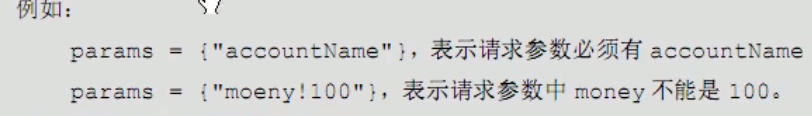 例如：
params = {"accountName"}，表示请求参数必须有 accountName
params = {"moeny!100"}，表示请求参数中 money 不能是 100。